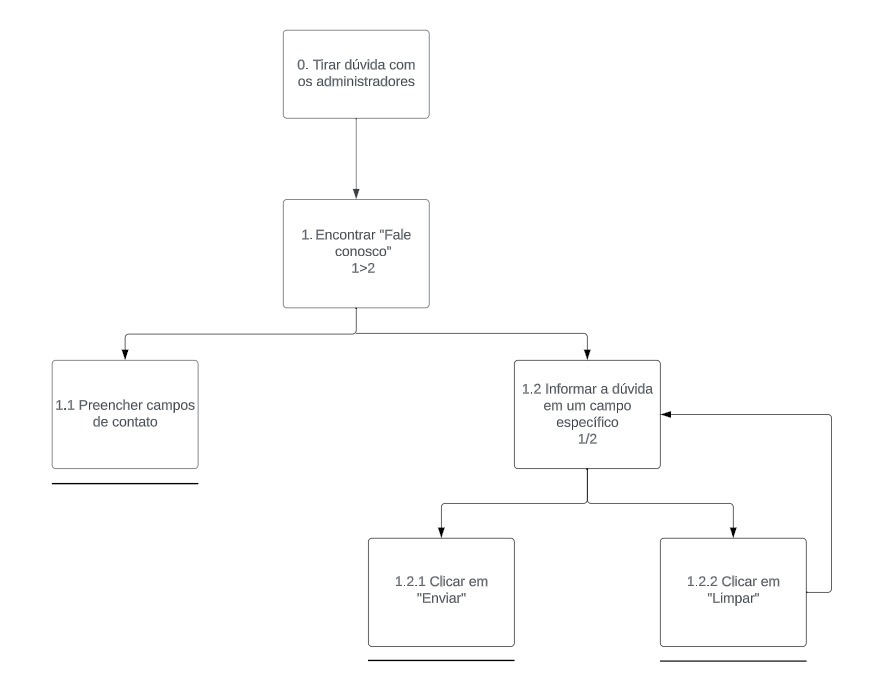 0. Tirar dúvida com
os administradores
1. Encontrar "Fale
conosco"
1>2
1.1 Preencher campos
de contato
1.2 Informar a dúvida
em um campo
específico
1/2
1.2.1 Clicar em
"Enviar"
1.2.2 Clicar em
"Limpar"